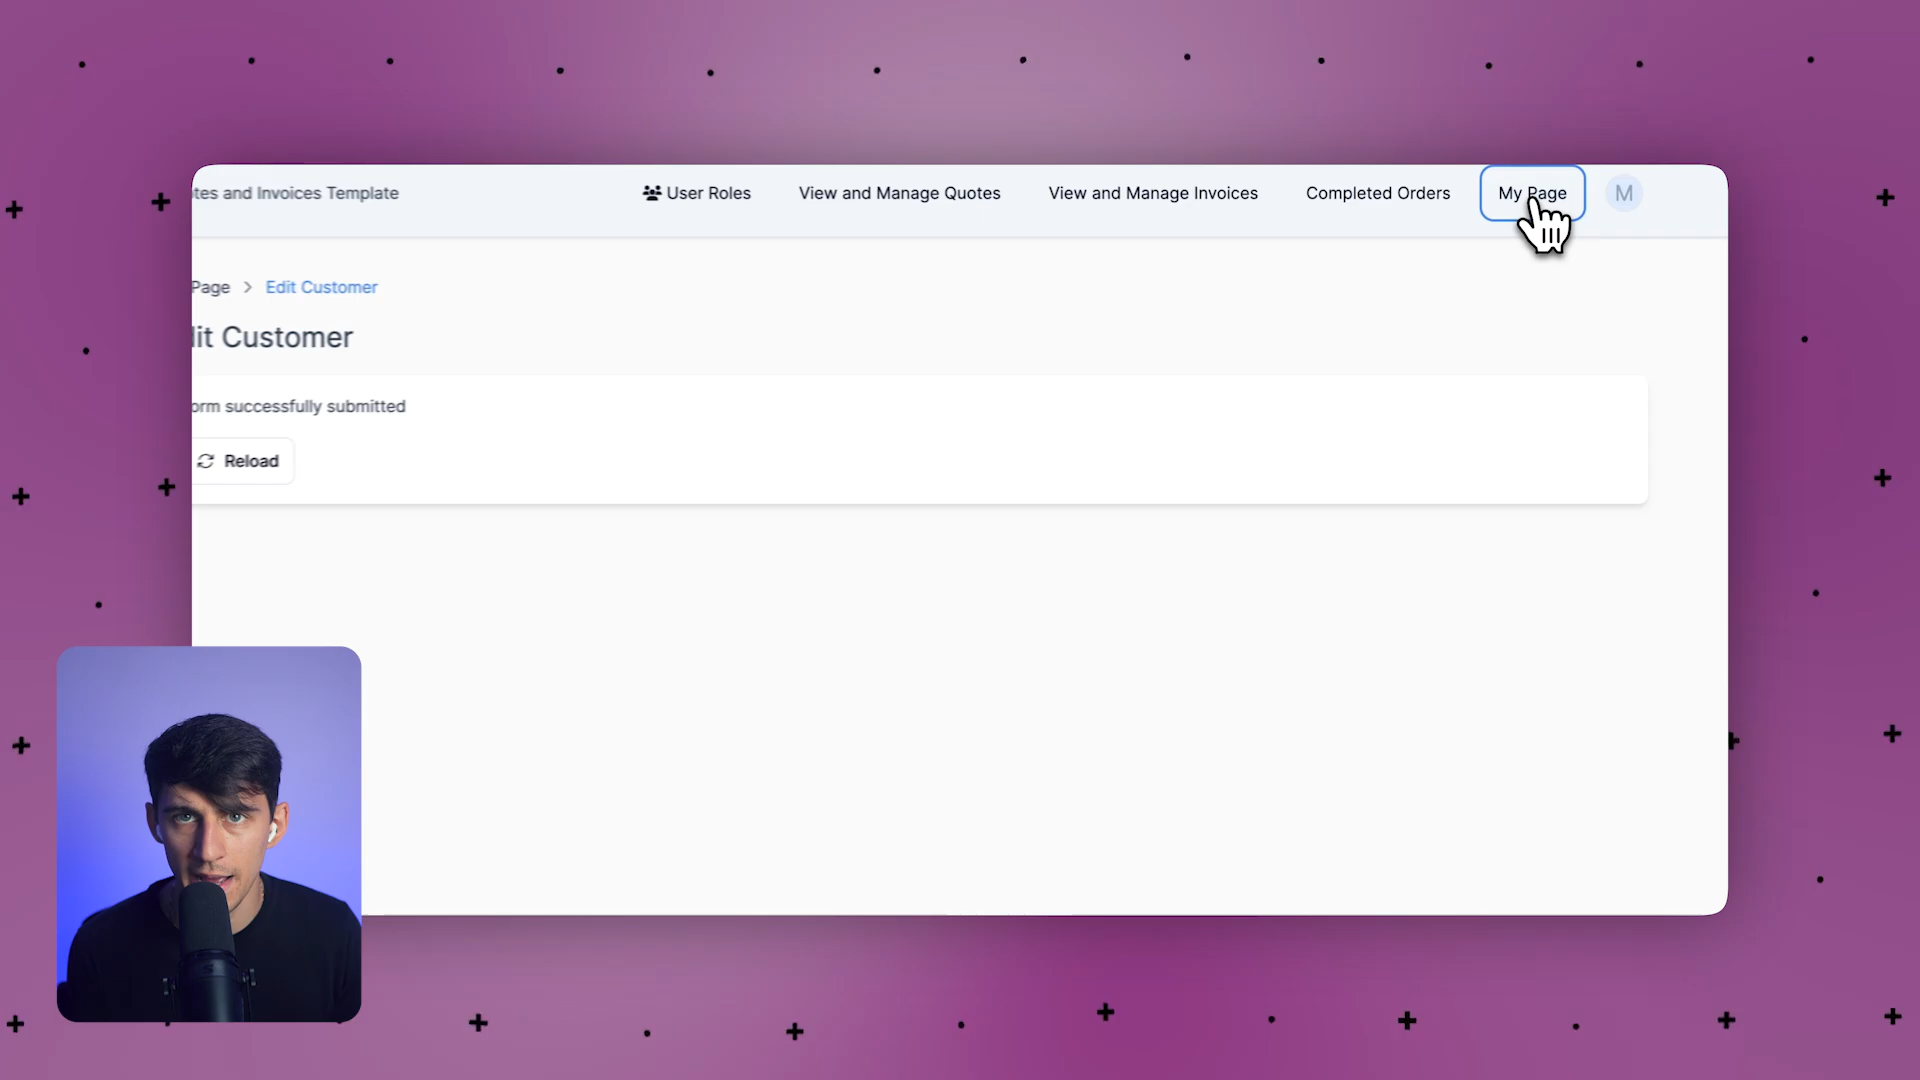 tes and Invoices Template User Roles View and Manage Quotes View and Manage Invoices Completed Orders My Page M
Page > Edit Customer
it Customer
orm successfully submitted
Reload